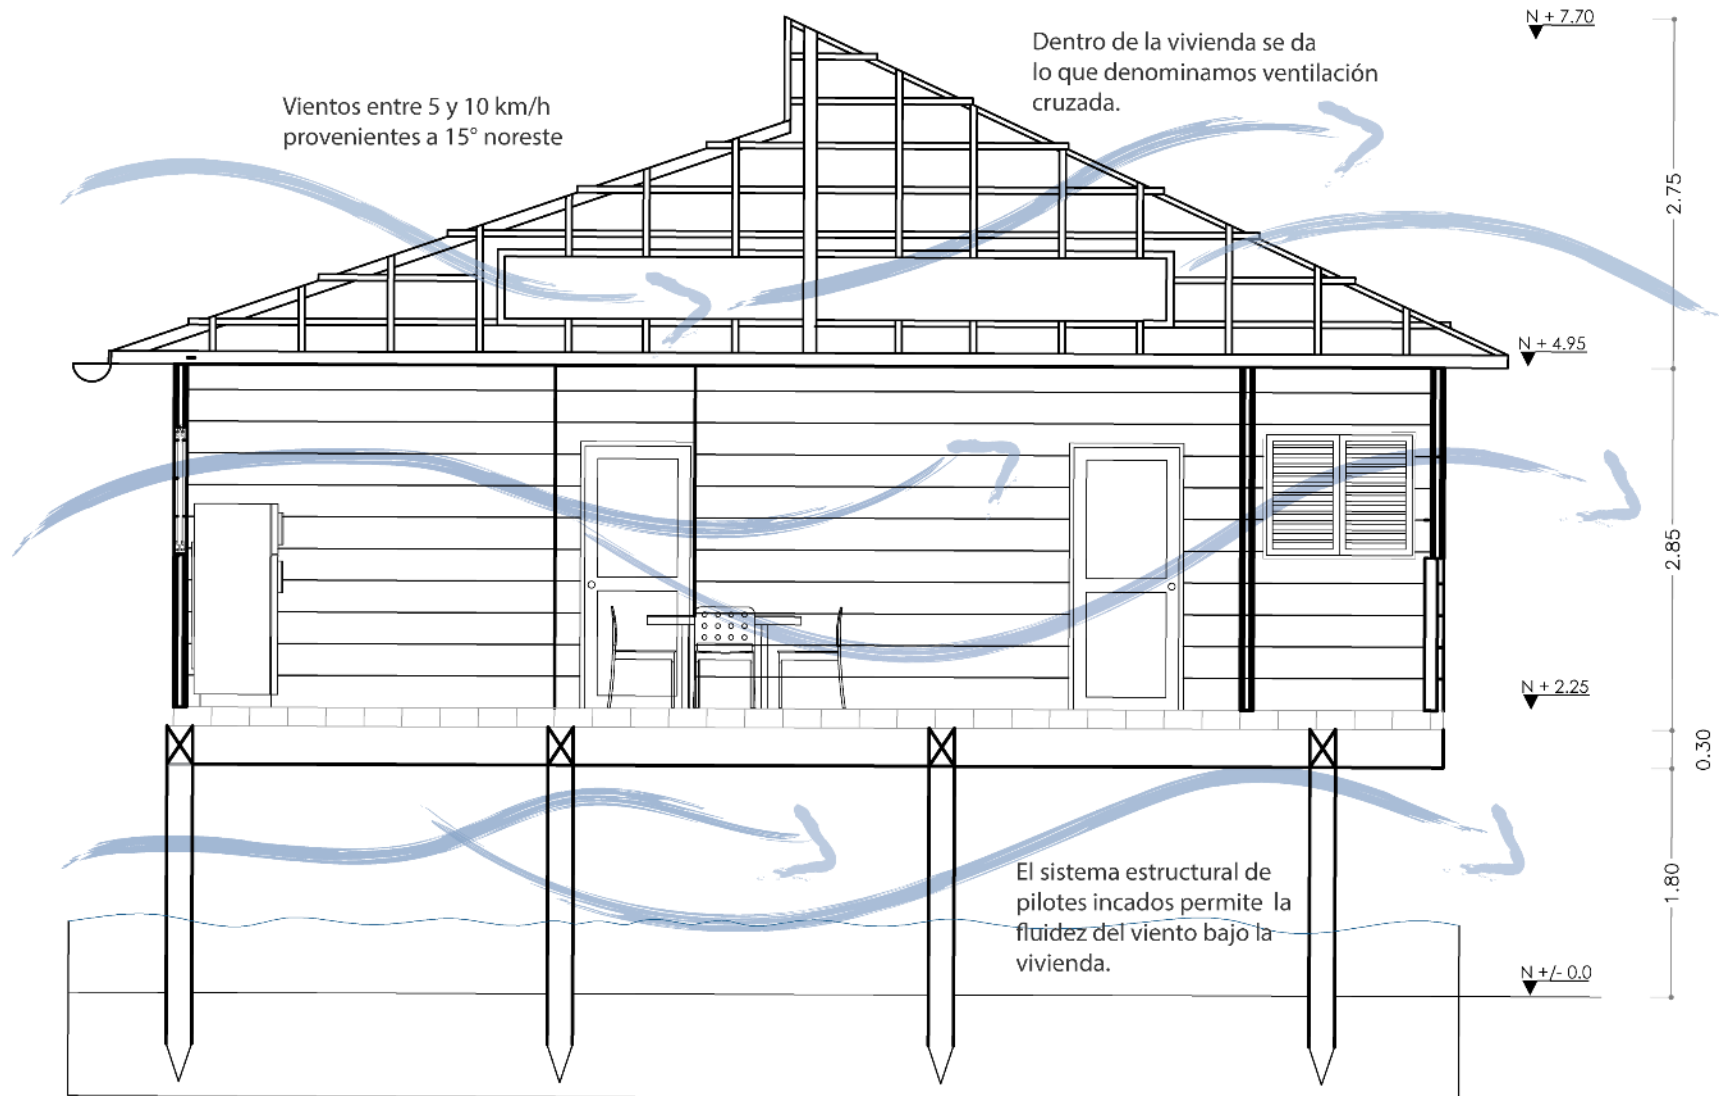 N + 7.70
Dentro de la vivienda se da
lo que denominamos ventilación
cruzada.
Vientos entre 5 y 10 km/h
provenientes a 15° noreste
2.75
N + 4.95
2.85
N + 2.25
0.30
El sistema estructural de
pilotes incados permite la
fluidez del viento bajo la
vivienda.
1.80
N +/- 0.0